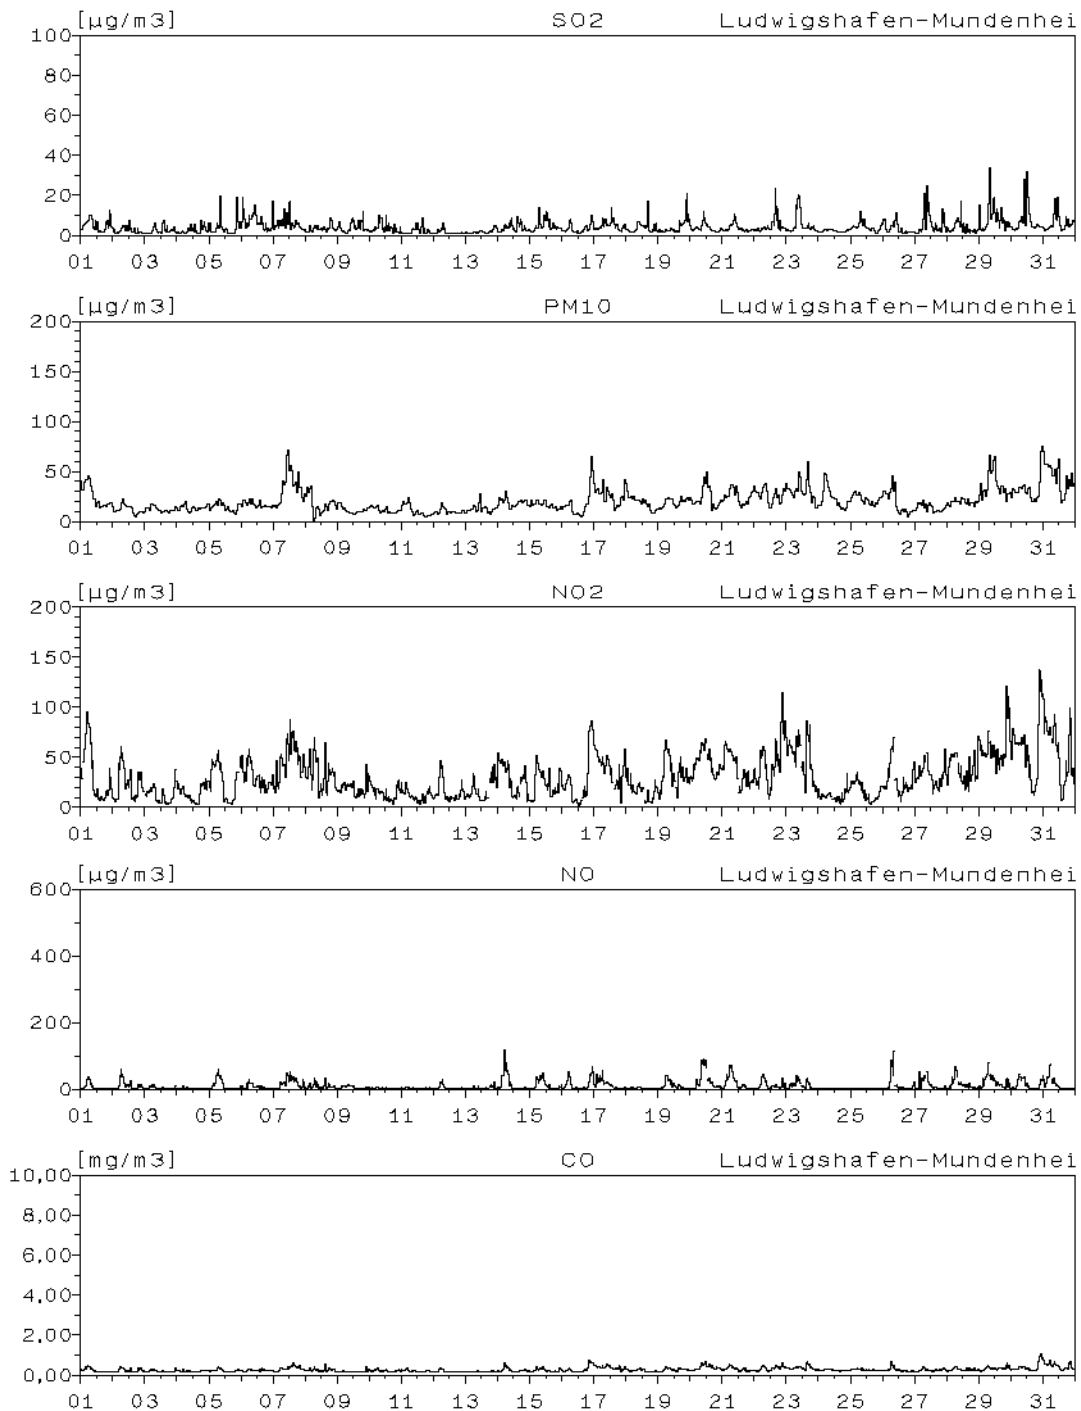 [µg/m3] SO2 Ludwigshafen-Mundenhei
100
80
60
40
20
0
01 03 05 07 09 11 13 15 17 19 21 23 25 27 29 31
[µg/m3] PM10 Ludwigshafen-Mundenhei
200
150
100
50
0
01 03 05 07 09 11 13 15 17 19 21 23 25 27 29 31
[µg/m3] NO2 Ludwigshafen-Mundenhei
200
150
100
50
0
01 03 05 07 09 11 13 15 17 19 21 23 25 27 29 31
[µg/m3] NO Ludwigshafen-Mundenhei
600
400
200
0
01 03 05 07 09 11 13 15 17 19 21 23 25 27 29 31
[mg/m3] CO Ludwigshafen-Mundenhei
10,00
8,00
6,00
4,00
2,00
0,00
01 03 05 07 09 11 13 15 17 19 21 23 25 27 29 31